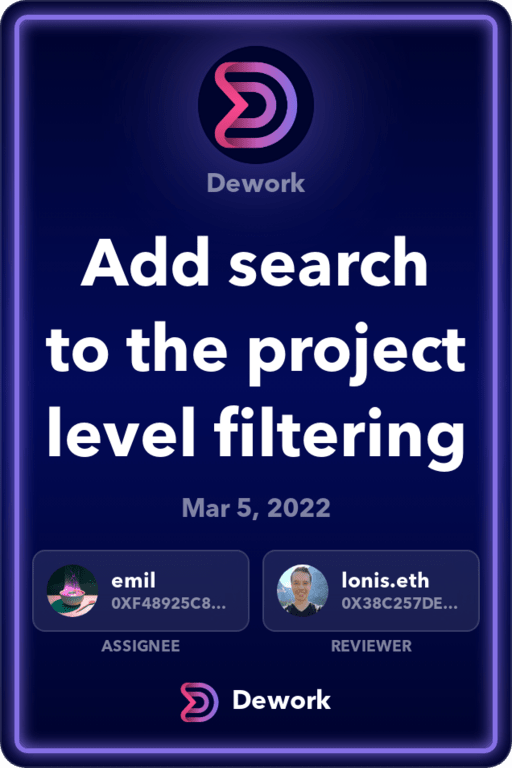 Dework
Add search
to the project
level filtering
Mar 5, 2022
emil
0XF48925C8...
ASSIGNEE
lonis.eth
0X38C257DE...
REVIEWER
Dework